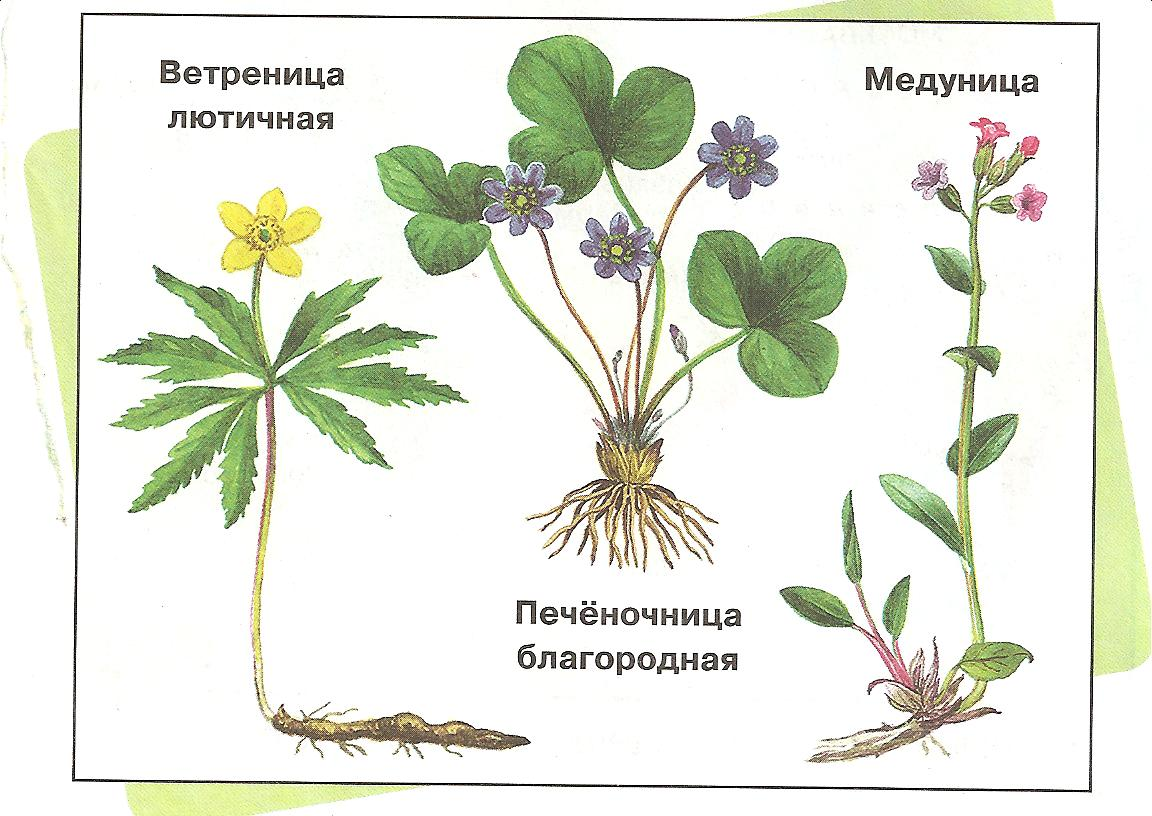 Ветреница
лютичная
Медуница
Печёночница
благородная